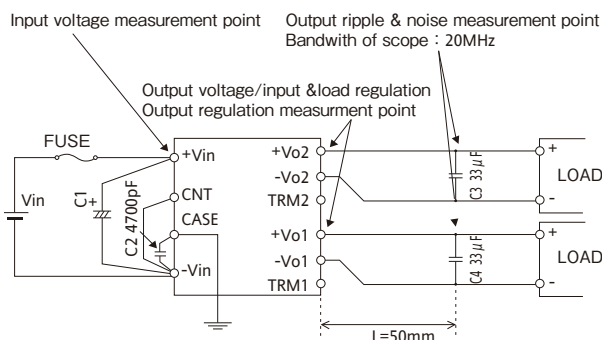 Input voltage measurement point
Output ripple & noise measurement point
Bandwith of scope : 20MHz
Output voltage/input &load regulation
Output regulation measurment point
FUSE
+Vin
+Vo2
+
Vin
C1
+
CNT
-Vo2
C3 33μF
LOAD
CASE
TRM2
-
C2 4700pF
+Vo1
+
-Vo1
C4 33μF
LOAD
-Vin
TRM1
-
L=50mm